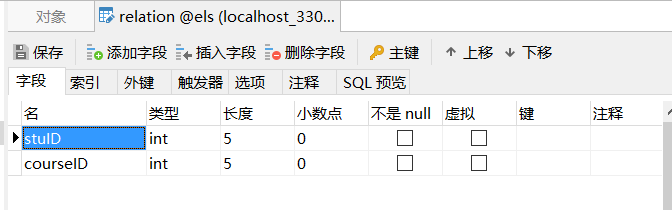 对象 relation @els (localhost_330...
保存 添加字段 插入字段 删除字段 主键 上移 下移
字段 索引 外键 触发器 选项 注释 SQL 预览
名 类型 长度 小数点 不是 null 虚拟 键 注释
stuID int 5 0
courseID int 5 0